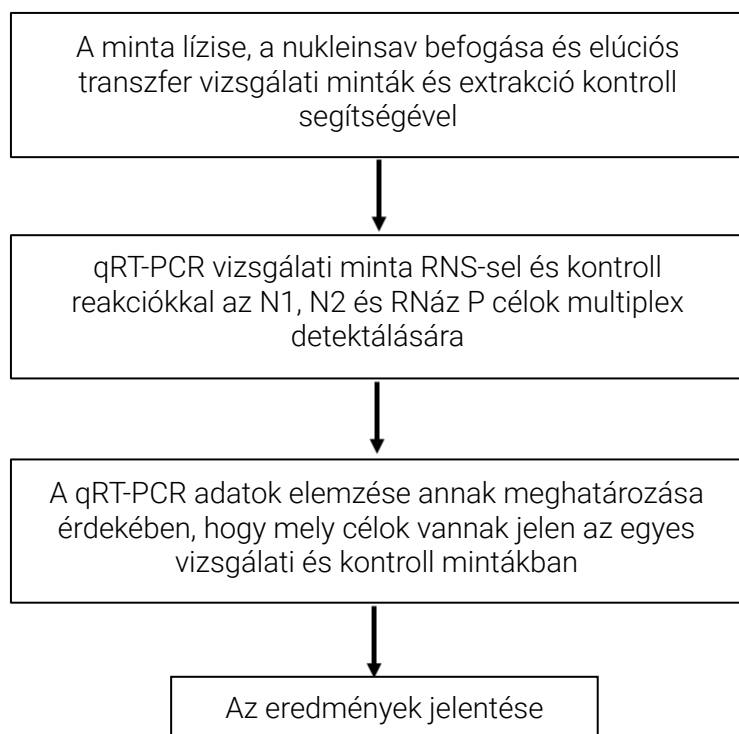 A minta lízise, a nukleinsav befogása és elúciós
transzfer vizsgálati minták és extrakció kontroll
segítségével
qRT-PCR vizsgálati minta RNS-sel és kontroll
reakciókkal az N1, N2 és RNáz P célok multiplex
detektálására
A qRT-PCR adatok elemzése annak meghatározása
érdekében, hogy mely célok vannak jelen az egyes
vizsgálati és kontroll mintákban
Az eredmények jelentése